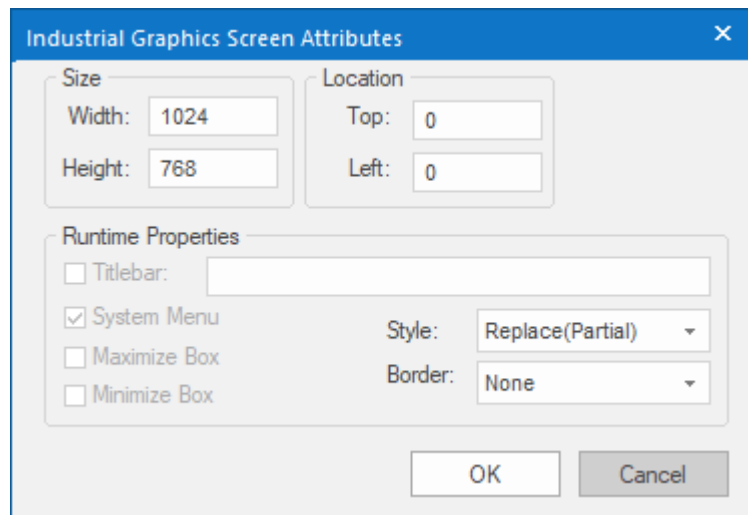 Industrial Graphics Screen Attributes
Size
Width: 1024
Height: 768
Location
Top: 0
Left: 0
Runtime Properties
Titlebar:
System Menu
Maximize Box
Minimize Box
Style: Replace(Partial)
Border: None
OK Cancel